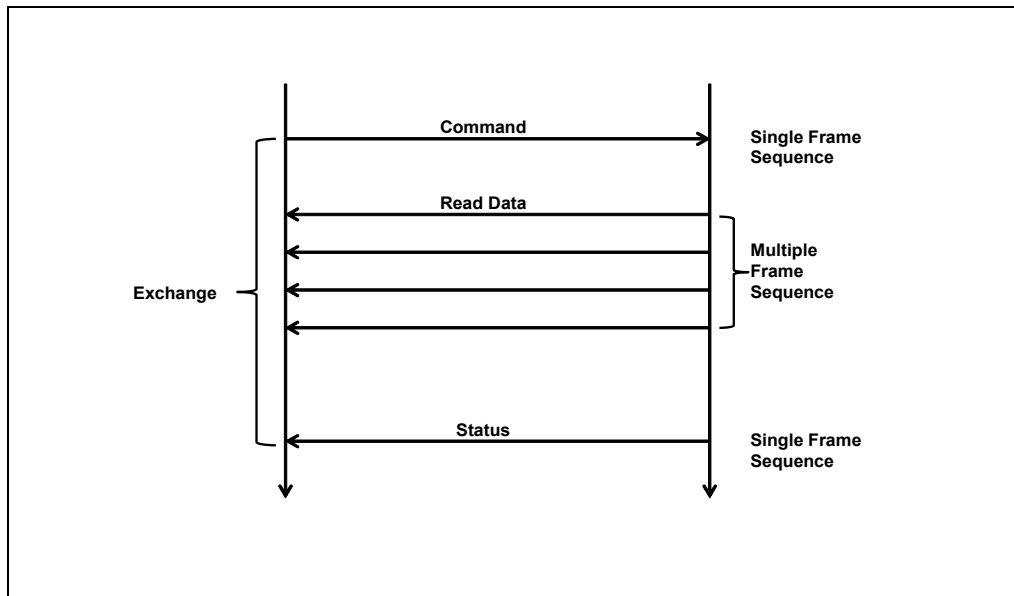 Command
Single Frame
Sequence
Read Data
Multiple
Frame
Sequence
Exchange
Status
Single Frame
Sequence